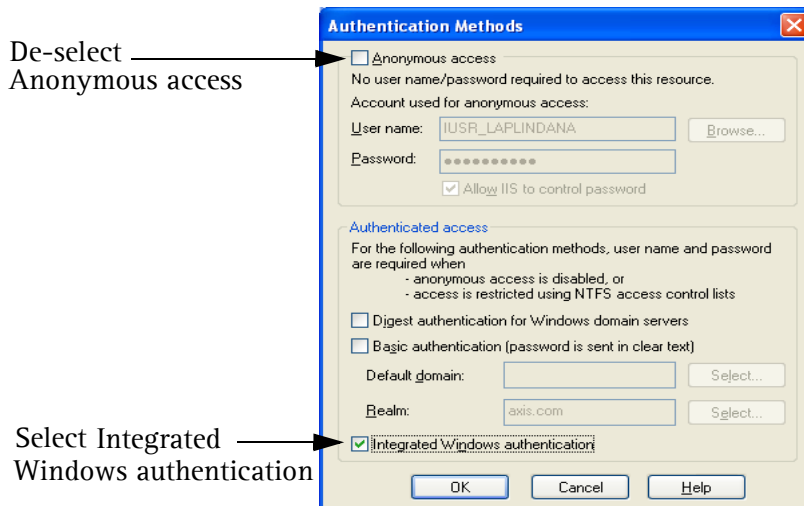 Authentication Methods
De-select
Anonymous access
Anonymous access
No user name/password required to access this resource.
Account used for anonymous access:
User name: IUSR_LAPLINDANA Browse...
Password: ●●●●●●●●●●
Allow IIS to control password
Authenticated access
For the following authentication methods, user name and password
are required when
- anonymous access is disabled, or
- access is restricted using NTFS access control lists
Digest authentication for Windows domain servers
Basic authentication (password is sent in clear text)
Default domain: Select...
Realm: axis.com Select...
Select Integrated
Windows authentication
Integrated Windows authentication
OK Cancel Help